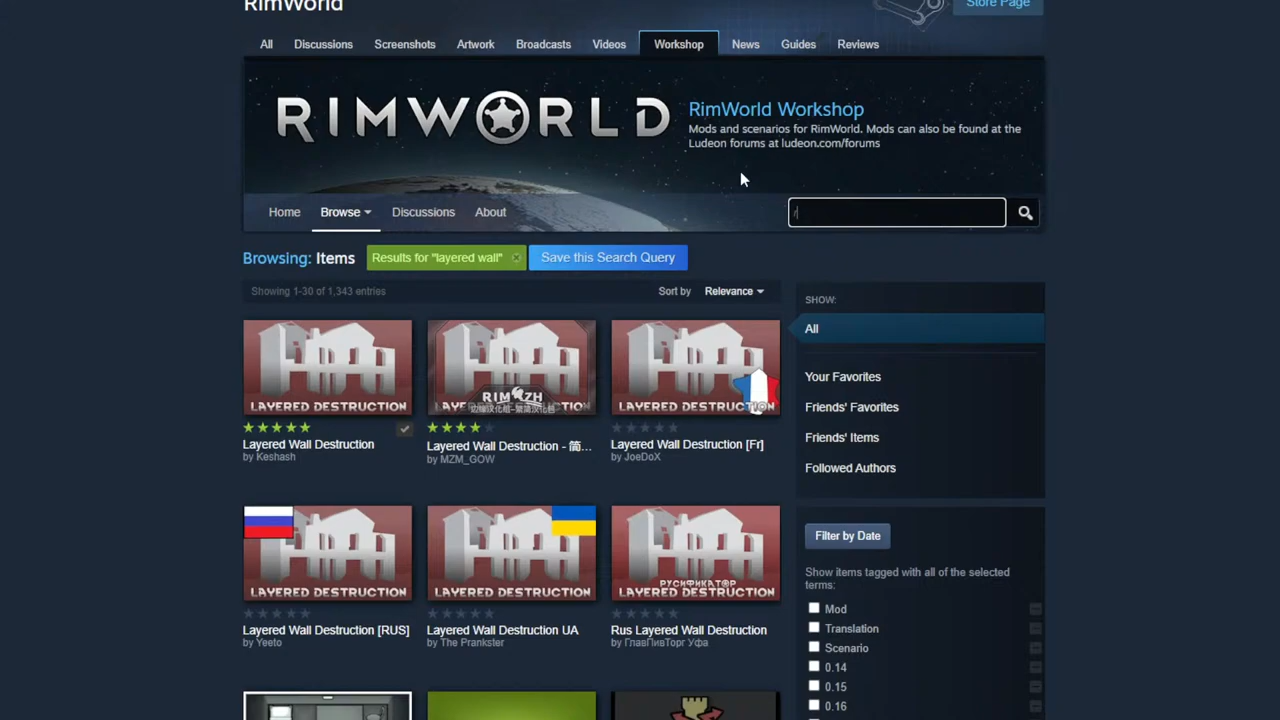 RimWorld
Store Page
All Discussions Screenshots Artwork Broadcasts Videos Workshop News Guides Reviews
RIMWORLD
RimWorld Workshop
Mods and scenarios for RimWorld. Mods can also be found at the
Ludeon forums at ludeon.com/forums
Home Browse Discussions About
Browsing: Items Results for "layered wall" Save this Search Query
Showing 1-30 of 1,343 entries
Sort by Relevance
SHOW:
All
Your Favorites
Friends' Favorites
Friends' Items
Followed Authors
LAYERED DESTRUCTION
Layered Wall Destruction
by Keshash
RIMZH
LAYERED DESTRUCTION
Layered Wall Destruction - 简...
by MZM_GOW
LAYERED DESTRUCTION
Layered Wall Destruction [Fr]
by JoeDoX
LAYERED DESTRUCTION
Layered Wall Destruction [RUS]
by Yeeto
LAYERED DESTRUCTION
Layered Wall Destruction UA
by The Prankster
РУСИФИКАТОР
LAYERED DESTRUCTION
Rus Layered Wall Destruction
by ГлавПивТорг Уфа
Filter by Date
Show items tagged with all of the selected
terms:
Mod
Translation
Scenario
0.14
0.15
0.16